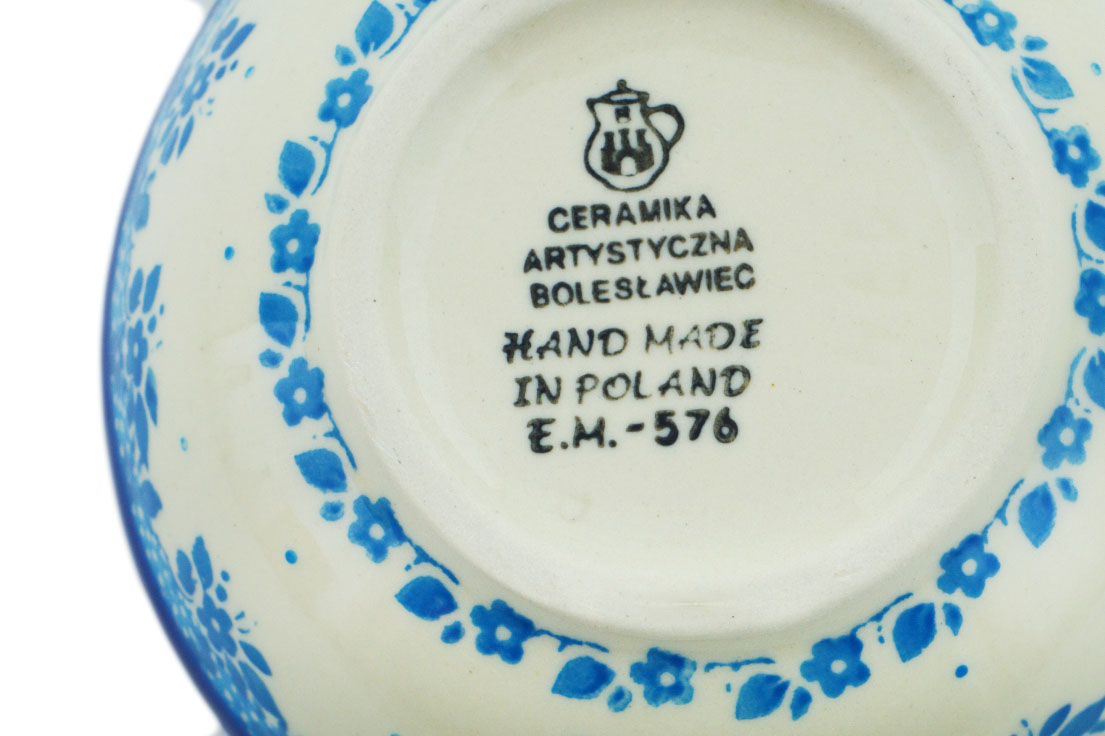 CERAMIKA
ARTYSTYCZNA
BOLESŁAWIEC
HAND MADE
IN POLAND
E.M.-576